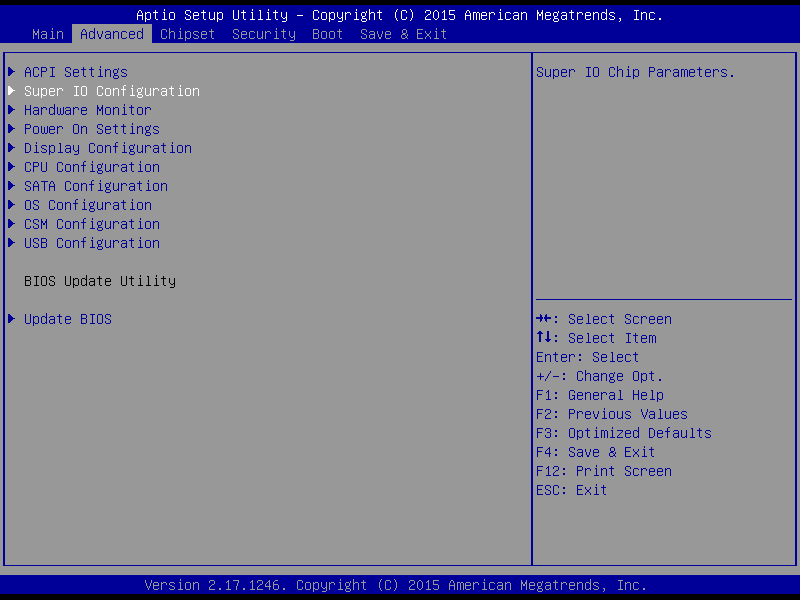 Aptio Setup Utility – Copyright (C) 2015 American Megatrends, Inc.
Main Advanced Chipset Security Boot Save & Exit
ACPI Settings
Super IO Configuration
Hardware Monitor
Power On Settings
Display Configuration
CPU Configuration
SATA Configuration
OS Configuration
CSM Configuration
USB Configuration
BIOS Update Utility
Update BIOS
Super IO Chip Parameters.
→←: Select Screen
↑↓: Select Item
Enter: Select
+/-: Change Opt.
F1: General Help
F2: Previous Values
F3: Optimized Defaults
F4: Save & Exit
F12: Print Screen
ESC: Exit
Version 2.17.1246. Copyright (C) 2015 American Megatrends, Inc.